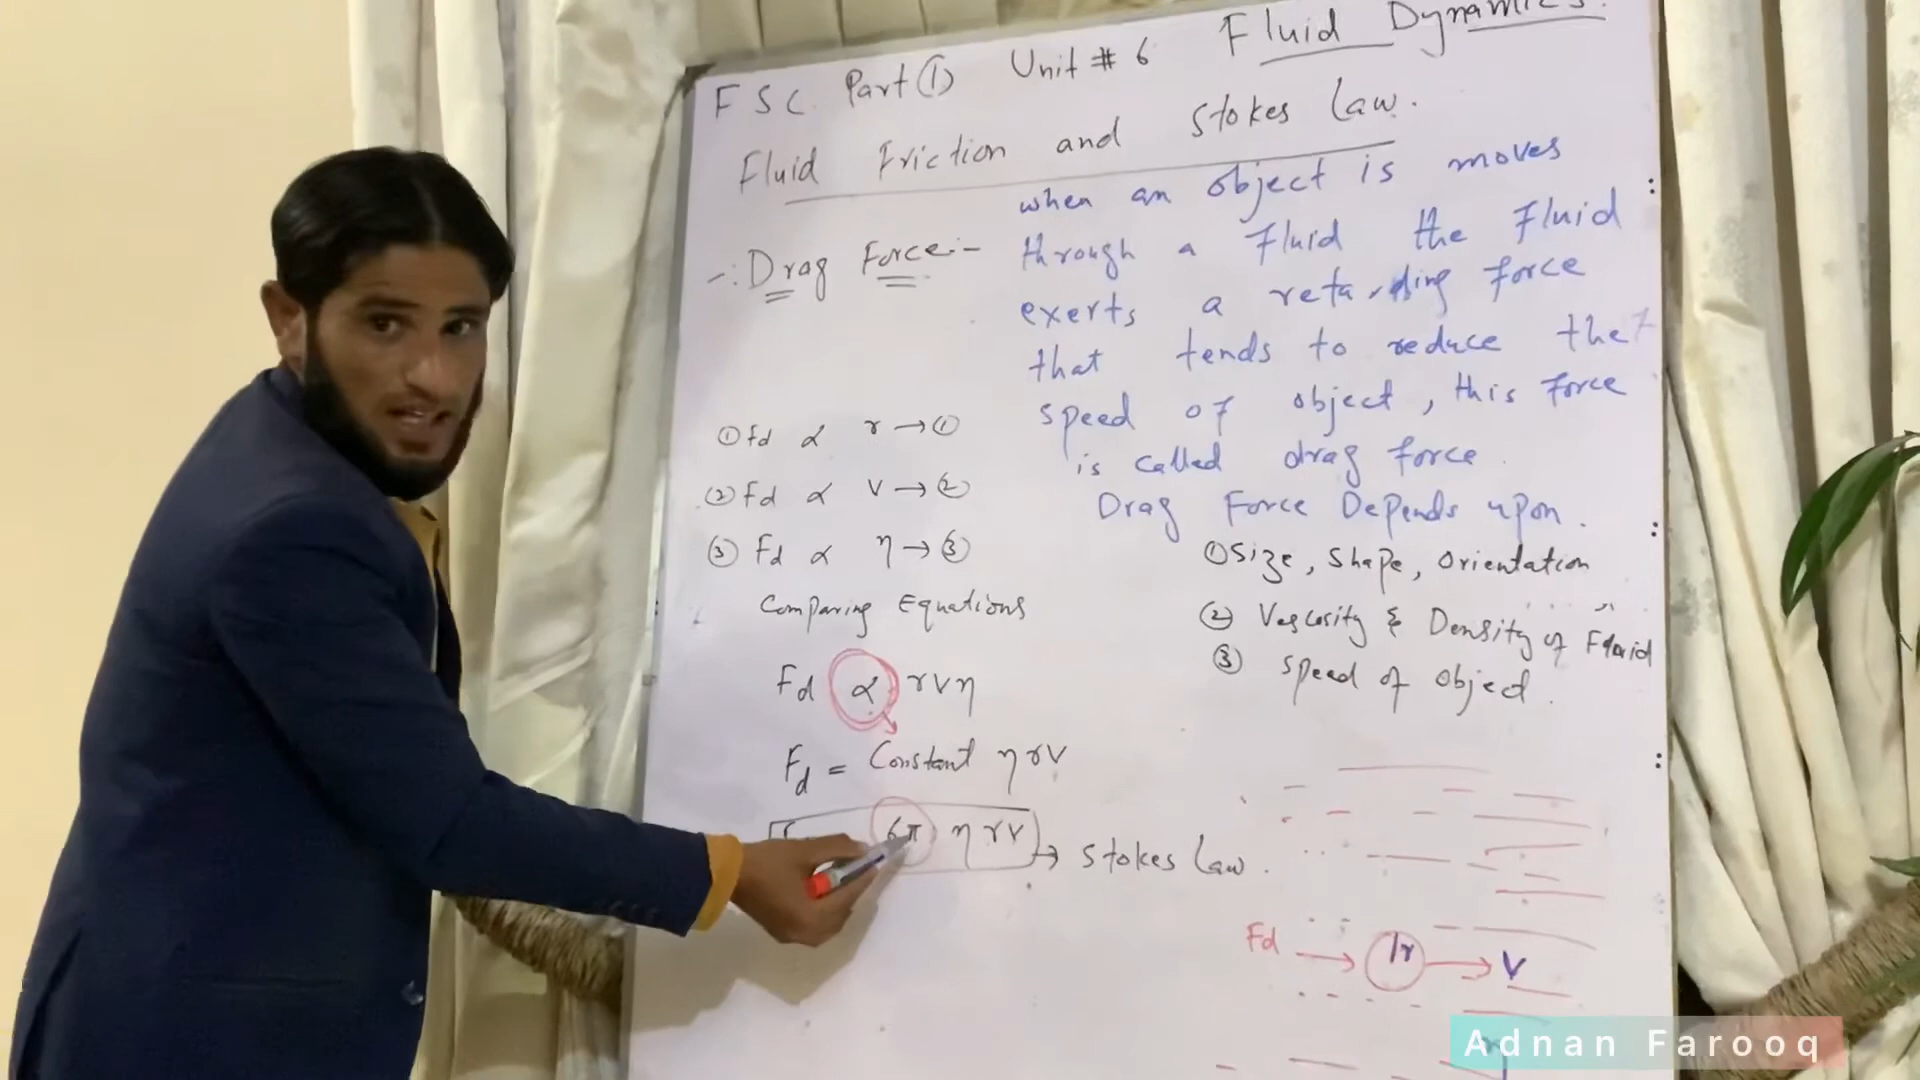 Fluid Dynamics.
FSC Part ① Unit # 6
Fluid Friction and Stokes Law.
-:Drag Force:-
when an object is moves
through a Fluid the Fluid
exerts a retarding force
that tends to reduce the
speed of object, this force
is called drag force
Drag Force Depends upon.
① Size, Shape, Orientation
② Vescosity & Density of Fluid
③ Speed of Object.
① Fd ∝ r → ①
② Fd ∝ v → ②
③ Fd ∝ η → ③
Comparing Equations
Fd ∝ rvη
Fd = Constant ηrv
6π ηrv → Stokes Law.
Fd → r → V
Adnan Farooq